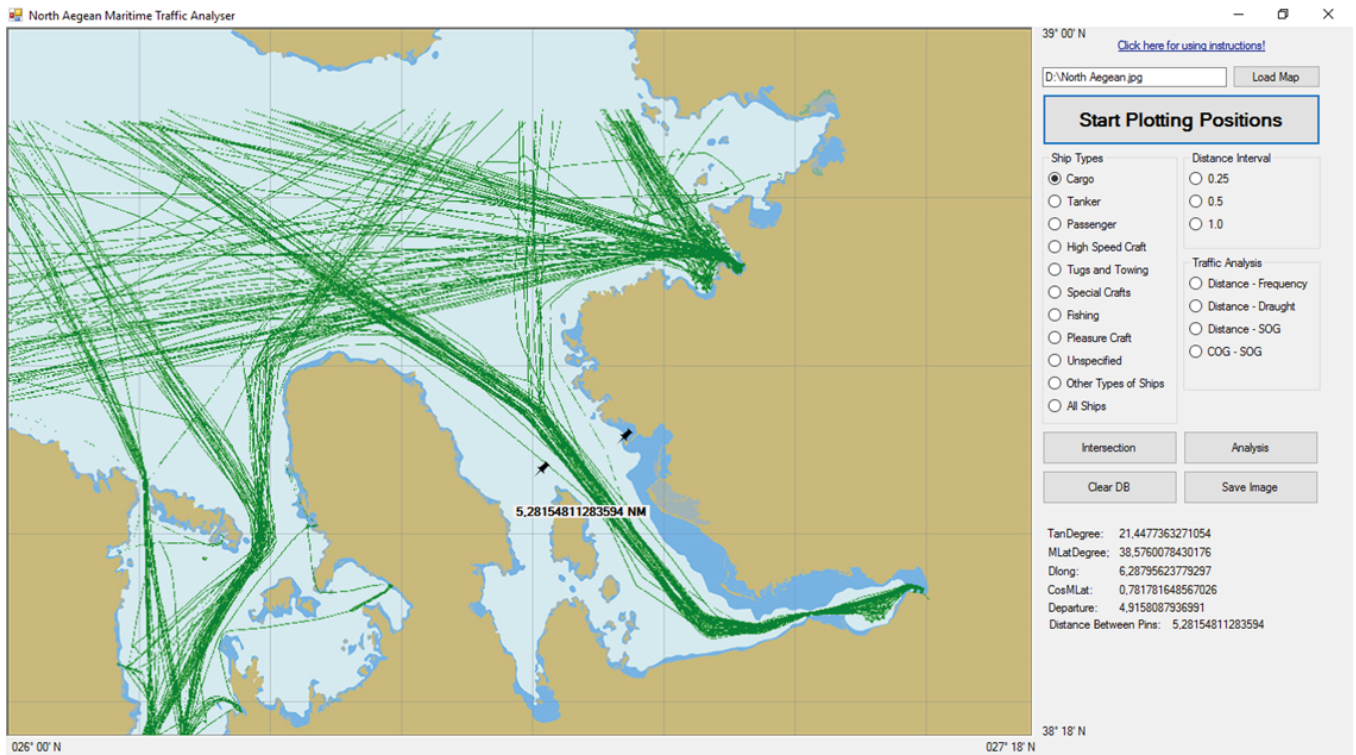 North Aegean Maritime Traffic Analyser
39° 00' N
Click here for using instructions!
D:\North Aegean.jpg
Load Map
Start Plotting Positions
Ship Types
Cargo
Tanker
Passenger
High Speed Craft
Tugs and Towing
Special Crafts
Fishing
Pleasure Craft
Unspecified
Other Types of Ships
All Ships
Distance Interval
0.25
0.5
1.0
Traffic Analysis
Distance - Frequency
Distance - Draught
Distance - SOG
COG - SOG
Intersection
Analysis
Clear DB
Save Image
5,28154811283594 NM
TanDegree: 21,4477363271054
MLatDegree; 38,5760078430176
Dlong: 6,28795623779297
CosMLat: 0,781781648567026
Departure: 4,9158087936991
Distance Between Pins: 5,28154811283594
38° 18' N
026° 00' N
027° 18' N